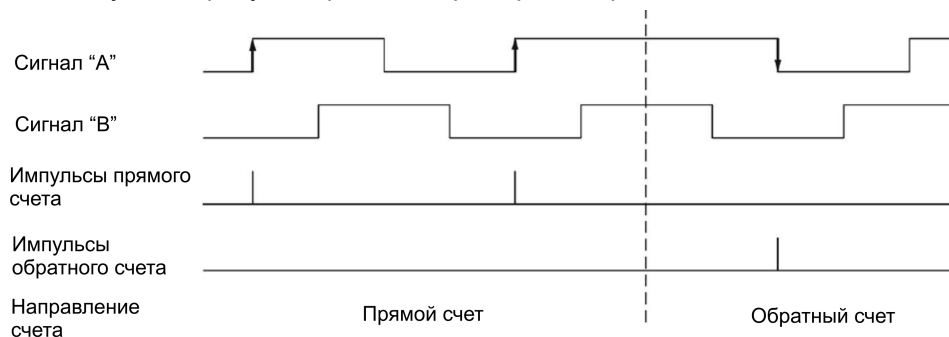 Сигнал “A”
Сигнал “B”
Импульсы прямого
счета
Импульсы
обратного счета
Направление
счета
Прямой счет
Обратный счет